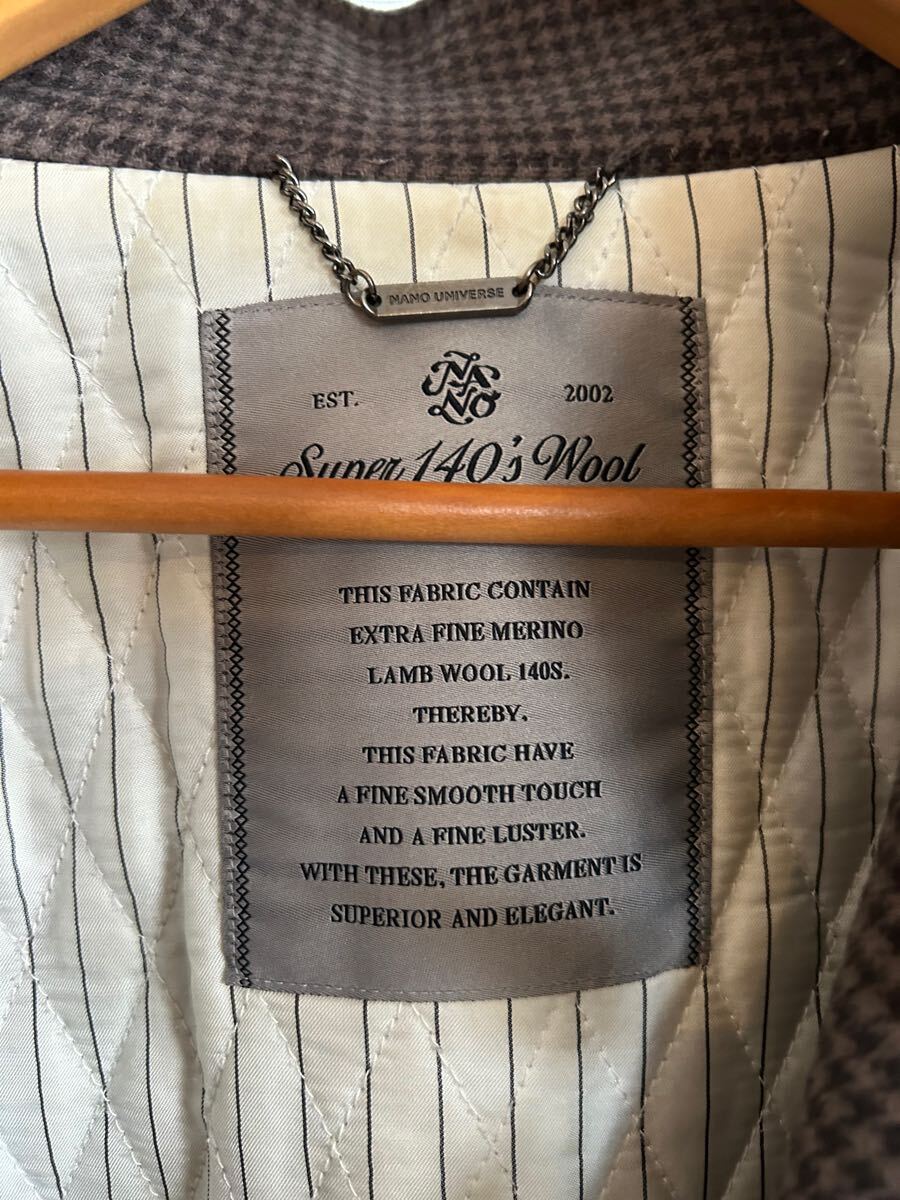 NANO UNIVERSE
NANO
EST. 2002
Super 140's Wool
THIS FABRIC CONTAIN
EXTRA FINE MERINO
LAMB WOOL 140S.
THEREBY,
THIS FABRIC HAVE
A FINE SMOOTH TOUCH
AND A FINE LUSTER.
WITH THESE, THE GARMENT IS
SUPERIOR AND ELEGANT.